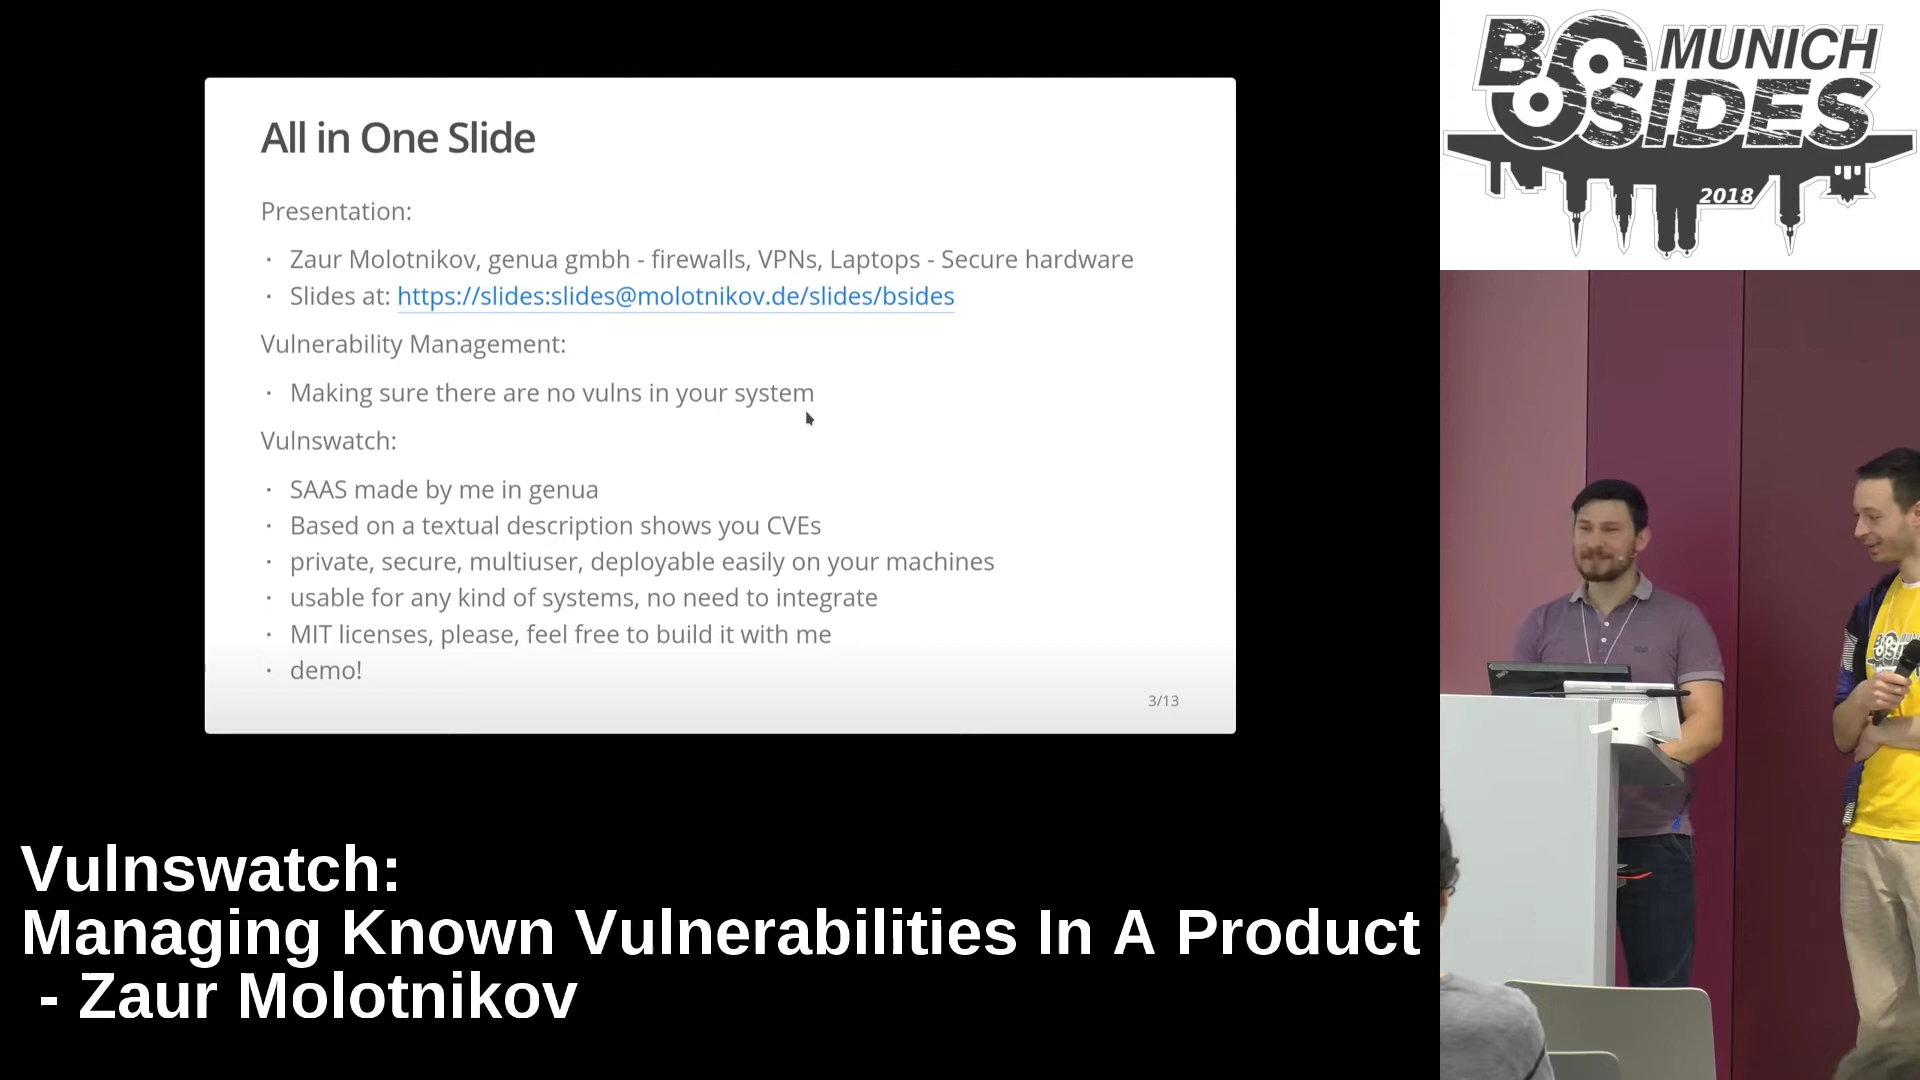 All in One Slide
Presentation:
· Zaur Molotnikov, genua gmbh - firewalls, VPNs, Laptops - Secure hardware
· Slides at: https://slides:slides@molotnikov.de/slides/bsides
Vulnerability Management:
· Making sure there are no vulns in your system
Vulnswatch:
· SAAS made by me in genua
· Based on a textual description shows you CVEs
· private, secure, multiuser, deployable easily on your machines
· usable for any kind of systems, no need to integrate
· MIT licenses, please, feel free to build it with me
· demo!
3/13
BSIDES MUNICH
2018
Vulnswatch:
Managing Known Vulnerabilities In A Product
- Zaur Molotnikov